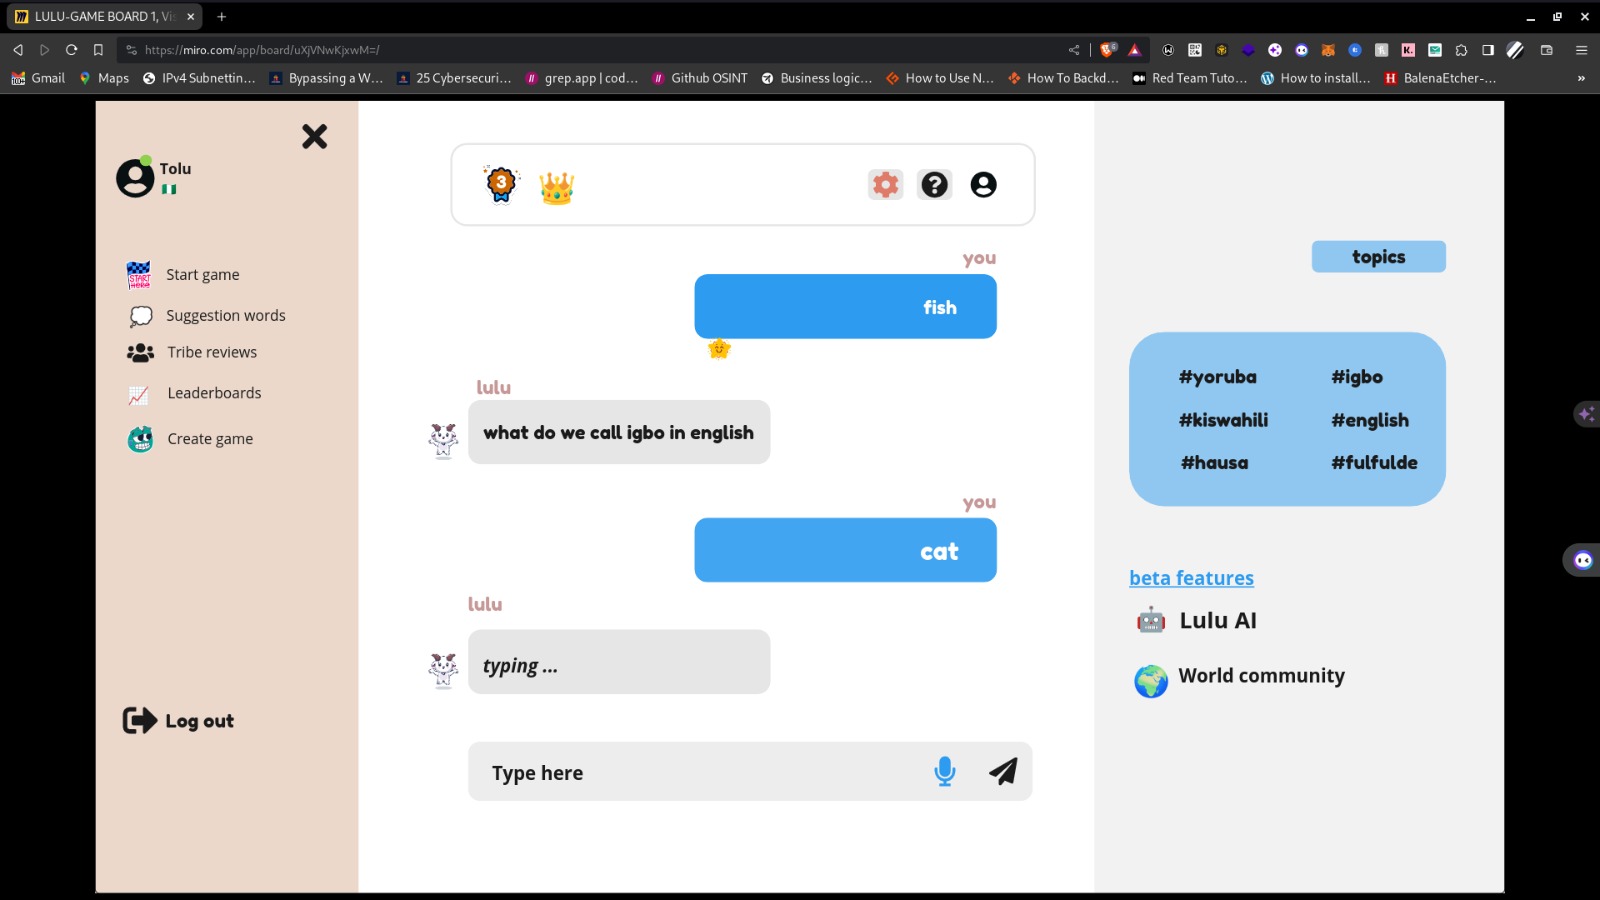 LULU-GAME BOARD 1, Vis
https://miro.com/app/board/uXjVNwKjxwM=/
6
Gmail
Maps
IPv4 Subnettin...
Bypassing a W...
25 Cybersecuri...
grep.app | cod...
Github OSINT
Business logic...
How to Use N...
How To Backd...
Red Team Tuto...
How to install...
BalenaEtcher-...
Tolu
START HERE
Start game
Suggestion words
Tribe reviews
Leaderboards
Create game
Log out
3
you
fish
lulu
what do we call igbo in english
you
cat
lulu
typing ...
Type here
topics
#yoruba
#igbo
#kiswahili
#english
#hausa
#fulfulde
beta features
Lulu AI
World community